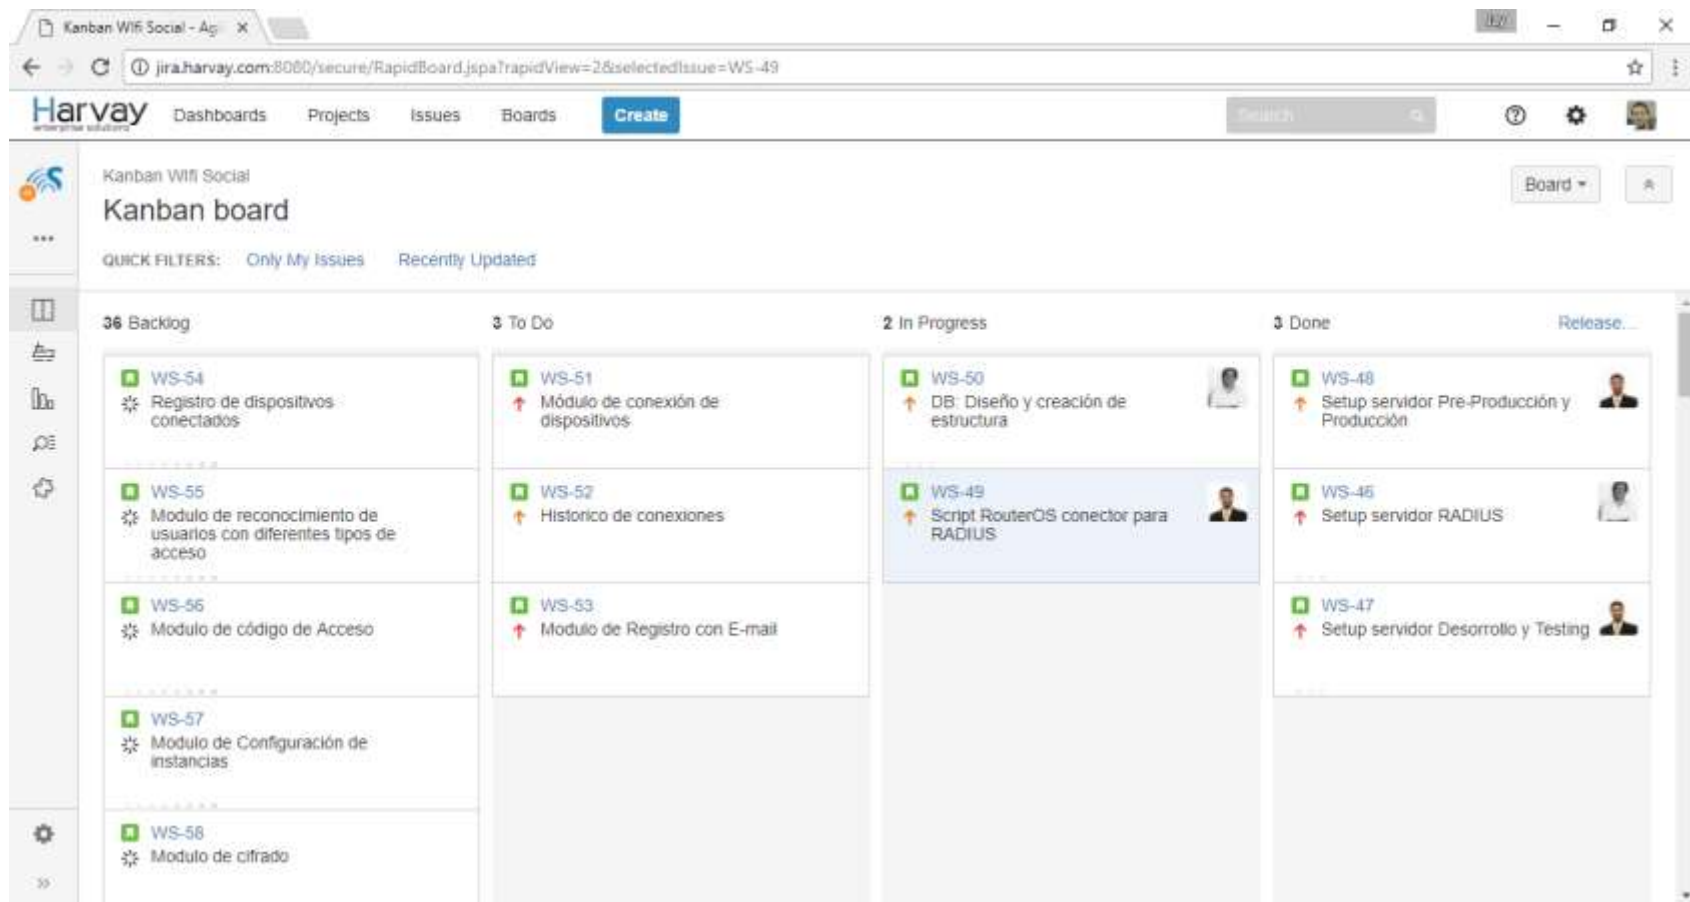 Kanban Wifi Social - Ag
jira.harvay.com:8080/secure/RapidBoard.jspa?rapidView=2&selectedIssue=WS-49
Harvay
enterprise solutions
Dashboards
Projects
Issues
Boards
Create
Search
Kanban Wifi Social
Kanban board
Board
QUICK FILTERS:
Only My Issues
Recently Updated
36 Backlog
WS-54
Registro de dispositivos
conectados
WS-55
Modulo de reconocimiento de
usuarios con diferentes tipos de
acceso
WS-56
Modulo de código de Acceso
WS-57
Modulo de Configuración de
instancias
WS-58
Modulo de cifrado
3 To Do
WS-51
Módulo de conexión de
dispositivos
WS-52
Historico de conexiones
WS-53
Modulo de Registro con E-mail
2 In Progress
WS-50
DB: Diseño y creación de
estructura
WS-49
Script RouterOS conector para
RADIUS
3 Done
Release...
WS-48
Setup servidor Pre-Producción y
Producción
WS-46
Setup servidor RADIUS
WS-47
Setup servidor Desorrollo y Testing